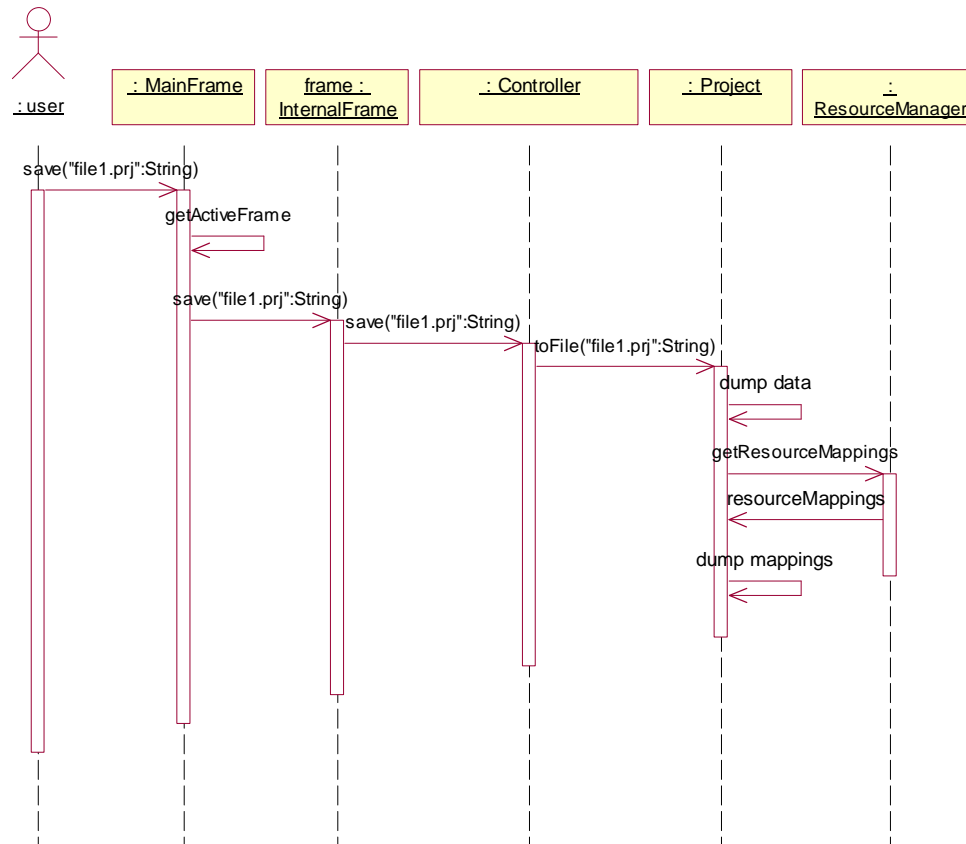 : user
: MainFrame
frame :
InternalFrame
: Controller
: Project
:
ResourceManager
save("file1.prj":String)
getActiveFrame
save("file1.prj":String)
save("file1.prj":String)
toFile("file1.prj":String)
dump data
getResourceMappings
resourceMappings
dump mappings